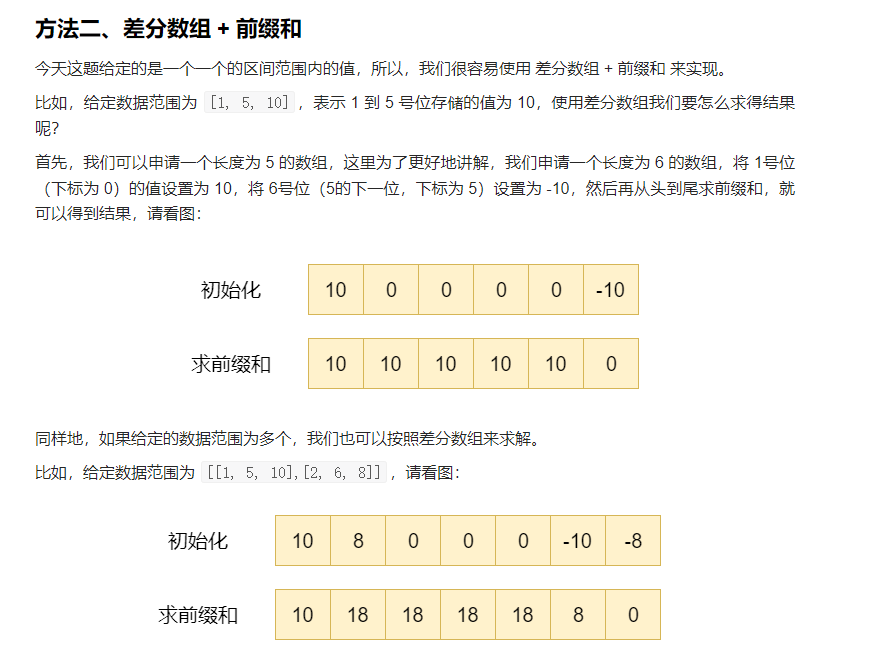 方法二、差分数组 + 前缀和
今天这题给定的是一个一个的区间范围内的值，所以，我们很容易使用 差分数组 + 前缀和 来实现。
比如，给定数据范围为 [1, 5, 10] ，表示 1 到 5 号位存储的值为 10，使用差分数组我们要怎么求得结果
呢？
首先，我们可以申请一个长度为 5 的数组，这里为了更好地讲解，我们申请一个长度为 6 的数组，将 1号位
（下标为 0）的值设置为 10，将 6号位（5的下一位，下标为 5）设置为 -10，然后再从头到尾求前缀和，就
可以得到结果，请看图：
初始化 10 0 0 0 0 -10
求前缀和 10 10 10 10 10 0
同样地，如果给定的数据范围为多个，我们也可以按照差分数组来求解。
比如，给定数据范围为 [[1, 5, 10],[2, 6, 8]] ，请看图：
初始化 10 8 0 0 0 -10 -8
求前缀和 10 18 18 18 18 8 0